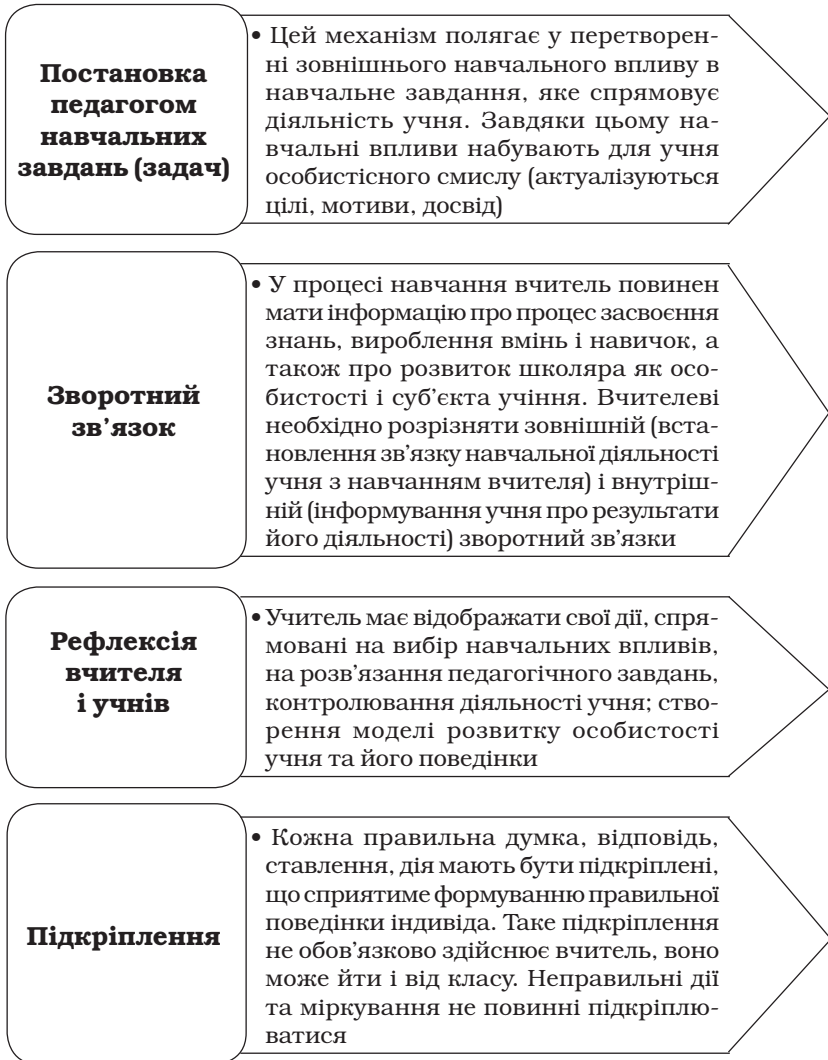 Постановка
педагогом
навчальних
завдань (задач)
• Цей механізм полягає у перетворен-
ні зовнішнього навчального впливу в
навчальне завдання, яке спрямовує
діяльність учня. Завдяки цьому на-
вчальні впливи набувають для учня
особистісного смислу (актуалізуються
цілі, мотиви, досвід)
Зворотний
зв’язок
• У процесі навчання вчитель повинен
мати інформацію про процес засвоєння
знань, вироблення вмінь і навичок, а
також про розвиток школяра як осо-
бистості і суб’єкта учіння. Вчителеві
необхідно розрізняти зовнішній (вста-
новлення зв’язку навчальної діяльності
учня з навчанням вчителя) і внутріш-
ній (інформування учня про результати
його діяльності) зворотний зв’язки
Рефлексія
вчителя
і учнів
• Учитель має відображати свої дії, спря-
мовані на вибір навчальних впливів,
на розв’язання педагогічного завдань,
контролювання діяльності учня; ство-
рення моделі розвитку особистості
учня та його поведінки
Підкріплення
• Кожна правильна думка, відповідь,
ставлення, дія мають бути підкріплені,
що сприятиме формуванню правильної
поведінки індивіда. Таке підкріплення
не обов’язково здійснює вчитель, воно
може йти і від класу. Неправильні дії
та міркування не повинні підкріплю-
ватися